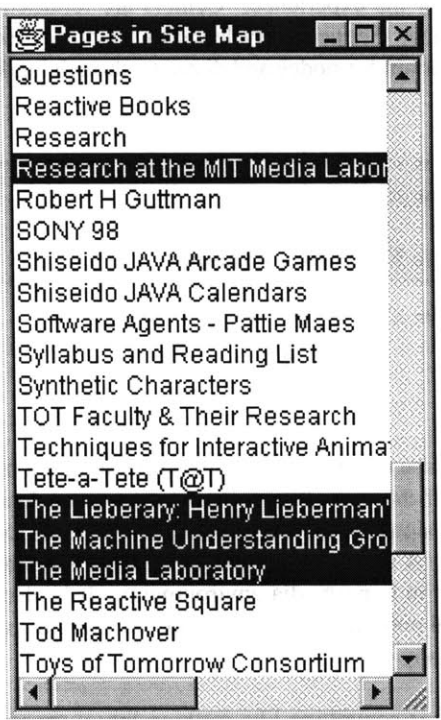 Pages in Site Map
Questions
Reactive Books
Research
Research at the MIT Media Labor
Robert H Guttman
SONY 98
Shiseido JAVA Arcade Games
Shiseido JAVA Calendars
Software Agents - Pattie Maes
Syllabus and Reading List
Synthetic Characters
TOT Faculty & Their Research
Techniques for Interactive Anima
Tete-a-Tete (T@T)
The Lieberary: Henry Lieberman'
The Machine Understanding Gro
The Media Laboratory
The Reactive Square
Tod Machover
Toys of Tomorrow Consortium